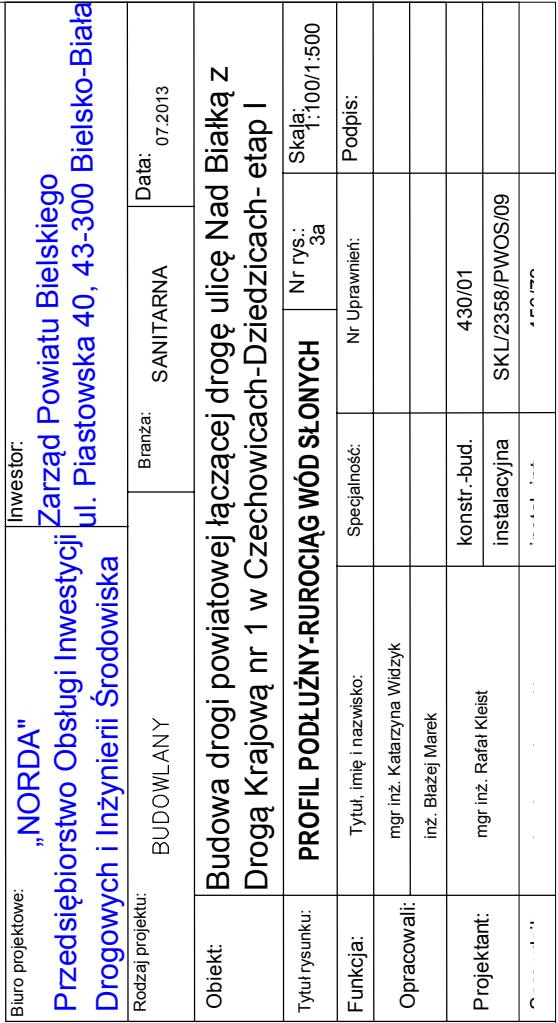 Biuro projektowe:
„NORDA"
Przedsiębiorstwo Obsługi Inwestycji
Drogowych i Inżynierii Środowiska
Inwestor:
Zarząd Powiatu Bielskiego
ul. Piastowska 40, 43-300 Bielsko-Biała
Rodzaj projektu:
BUDOWLANY
Branża:
SANITARNA
Data:
07.2013
Obiekt:
Budowa drogi powiatowej łączącej drogę ulicę Nad Białką z
Drogą Krajową nr 1 w Czechowicach-Dziedzicach- etap I
Tytuł rysunku:
PROFIL PODŁUŻNY-RUROCIĄG WÓD SŁONYCH
Nr rys.:
3a
Skala:
1:100/1:500
Funkcja:
Tytuł, imię i nazwisko:
Specjalność:
Nr Uprawnień:
Podpis:
Opracowali:
mgr inż. Katarzyna Widzyk
inż. Błażej Marek
Projektant:
mgr inż. Rafał Kleist
konstr.-bud.
430/01
instalacyjna
SKL/2358/PWOS/09